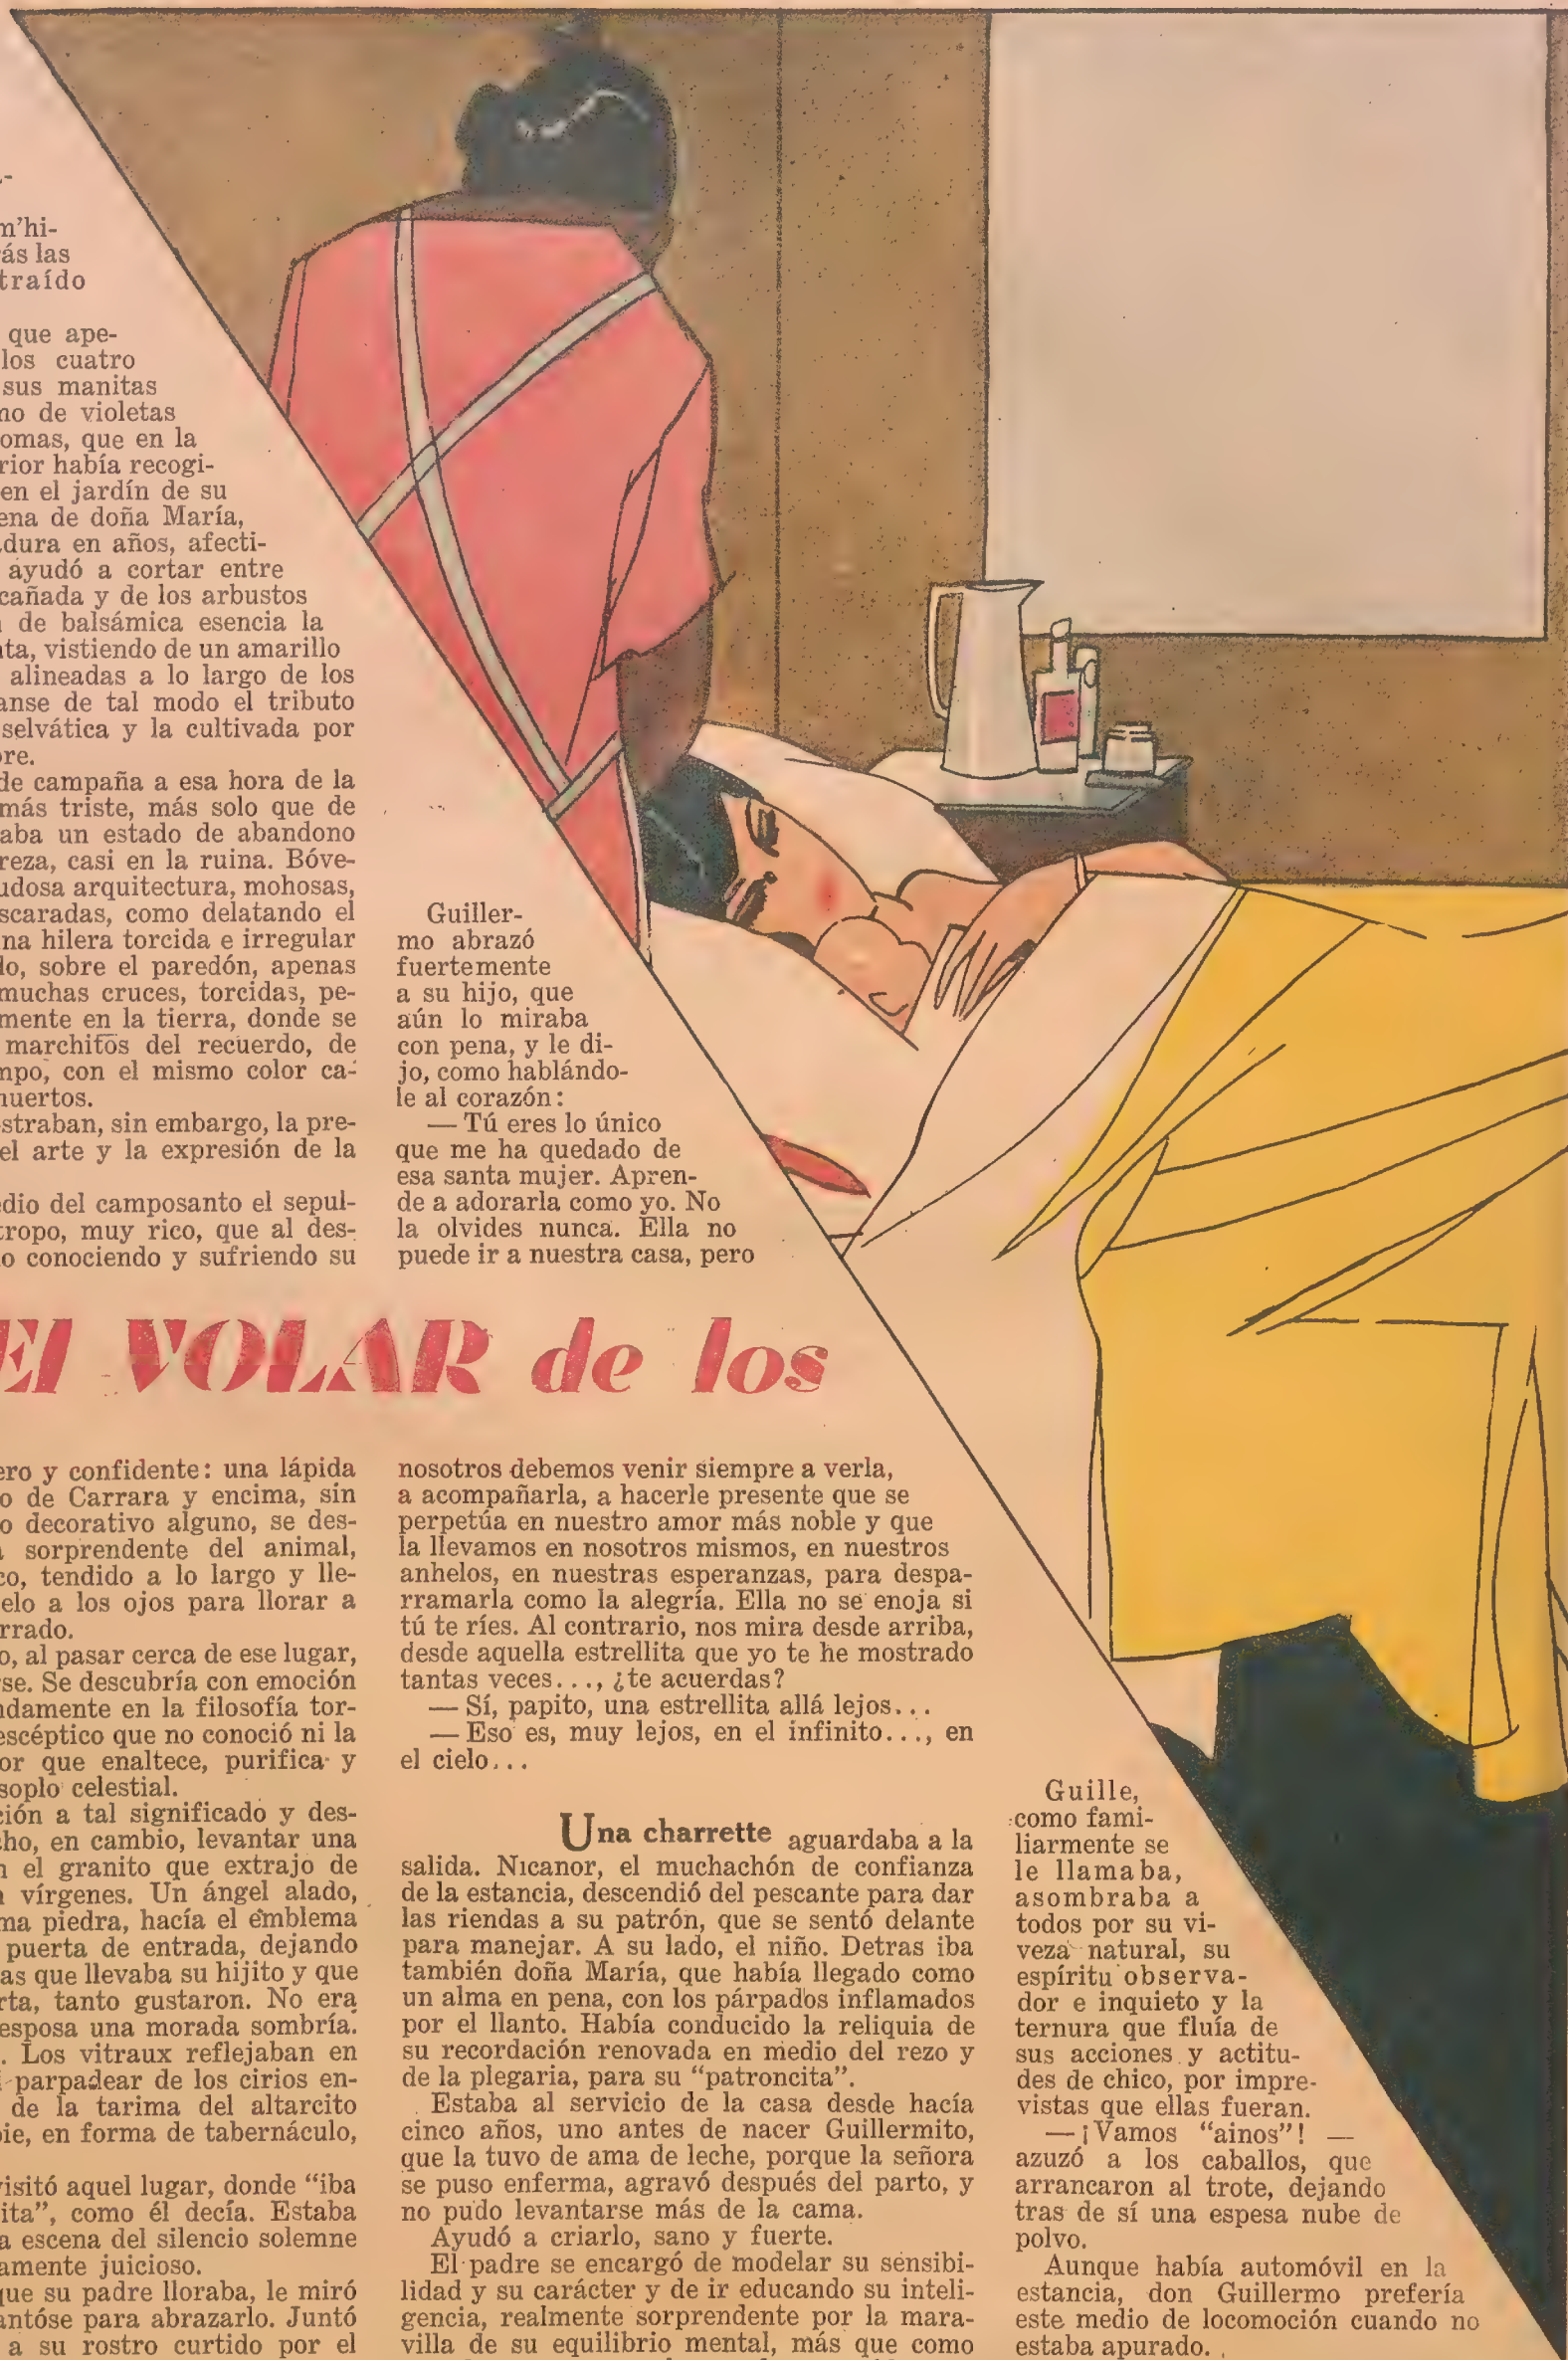 m'hi-
ás las
traído
que ape-
los cuatro
sus manitas
no de violetas
omas, que en la
rior había recogi-
en el jardín de su
ena de doña María,
dura en años, afecti-
ayudó a cortar entre
cañada y de los arbustos
de balsámica esencia la
ta, vistiendo de un amarillo
alineadas a lo largo de los
anse de tal modo el tributo
selvática y la cultivada por
bre.
de campaña a esa hora de la
más triste, más solo que de
aba un estado de abandono
reza, casi en la ruina. Bóve-
udosa arquitectura, mohosas,
scaradas, como delatando el
na hilera torcida e irregular
do, sobre el paredón, apenas
muchas cruces, torcidas, pe-
mente en la tierra, donde se
marchitos del recuerdo, de
mpo, con el mismo color ca-
uertos.
straban, sin embargo, la pre-
el arte y la expresión de la
dio del camposanto el sepul-
tropo, muy rico, que al des-
o conociendo y sufriendo su
Guiller-
mo abrazó
fuertemente
a su hijo, que
aún lo miraba
con pena, y le di-
jo, como hablándo-
le al corazón:
— Tú eres lo único
que me ha quedado de
esa santa mujer. Apren-
de a adorarla como yo. No
la olvides nunca. Ella no
puede ir a nuestra casa, pero
El VOLAR de los
ero y confidente: una lápida
o de Carrara y encima, sin
o decorativo alguno, se des-
sorprendente del animal,
co, tendido a lo largo y lle-
elo a los ojos para llorar a
rrado.
o, al pasar cerca de ese lugar,
rse. Se descubría con emoción
ndamente en la filosofía tor-
escéptico que no conoció ni la
or que enaltece, purifica y
soplo celestial.
ción a tal significado y des-
cho, en cambio, levantar una
n el granito que extrajo de
vírgenes. Un ángel alado,
ma piedra, hacía el emblema
puerta de entrada, dejando
as que llevaba su hijito y que
rta, tanto gustaron. No era
esposa una morada sombría.
. Los vitraux reflejaban en
parpadear de los cirios en-
de la tarima del altarcito
pie, en forma de tabernáculo,
visitó aquel lugar, donde “iba
ita”, como él decía. Estaba
a escena del silencio solemne
amente juicioso.
que su padre lloraba, le miró
antóse para abrazarlo. Juntó
a su rostro curtido por el
nosotros debemos venir siempre a verla,
a acompañarla, a hacerle presente que se
perpetúa en nuestro amor más noble y que
la llevamos en nosotros mismos, en nuestros
anhelos, en nuestras esperanzas, para despa-
rramarla como la alegría. Ella no se enoja si
tú te ríes. Al contrario, nos mira desde arriba,
desde aquella estrellita que yo te he mostrado
tantas veces..., ¿te acuerdas?
— Sí, papito, una estrellita allá lejos...
— Eso es, muy lejos, en el infinito..., en
el cielo...
Una charrette aguardaba a la
salida. Nicanor, el muchachón de confianza
de la estancia, descendió del pescante para dar
las riendas a su patrón, que se sentó delante
para manejar. A su lado, el niño. Detras iba
también doña María, que había llegado como
un alma en pena, con los párpados inflamados
por el llanto. Había conducido la reliquia de
su recordación renovada en medio del rezo y
de la plegaria, para su “patroncita”.
Estaba al servicio de la casa desde hacía
cinco años, uno antes de nacer Guillermito,
que la tuvo de ama de leche, porque la señora
se puso enferma, agravó después del parto, y
no pudo levantarse más de la cama.
Ayudó a criarlo, sano y fuerte.
El padre se encargó de modelar su sensibi-
lidad y su carácter y de ir educando su inteli-
gencia, realmente sorprendente por la mara-
villa de su equilibrio mental, más que como
Guille,
como fami-
liarmente se
le llamaba,
asombraba a
todos por su vi-
veza natural, su
espíritu observa-
dor e inquieto y la
ternura que fluía de
sus acciones y actitu-
des de chico, por impre-
vistas que ellas fueran.
— ¡Vamos “ainos”! —
azuzó a los caballos, que
arrancaron al trote, dejando
tras de sí una espesa nube de
polvo.
Aunque había automóvil en la
estancia, don Guillermo prefería
este medio de locomoción cuando no
estaba apurado.